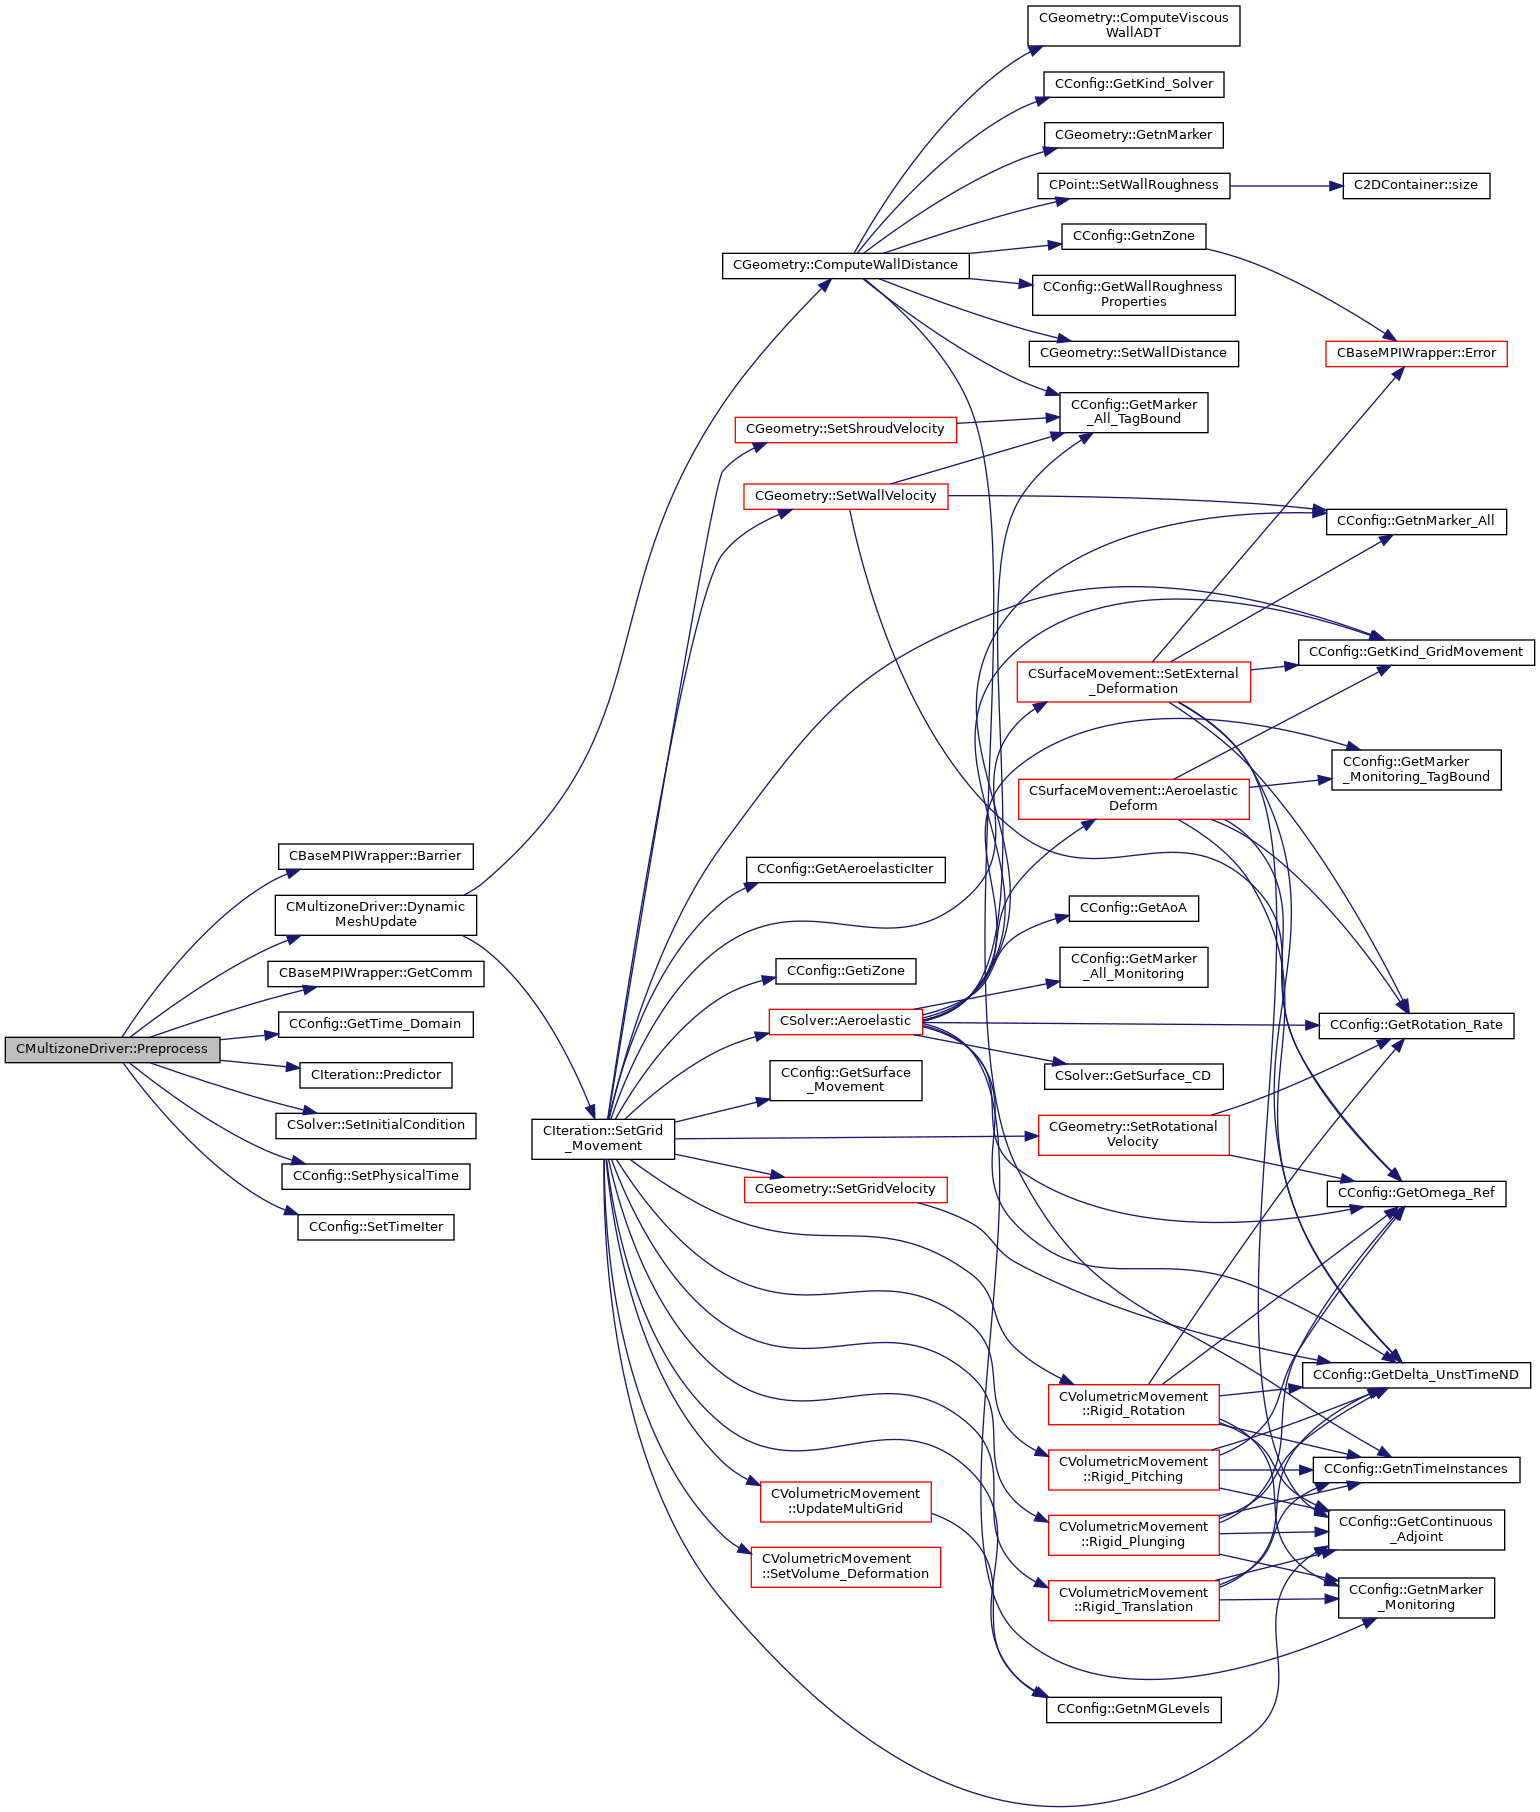 CMultizoneDriver::Preprocess
CBaseMPIWrapper::Barrier
CMultizoneDriver::Dynamic
MeshUpdate
CBaseMPIWrapper::GetComm
CConfig::GetTime_Domain
CIteration::Predictor
CSolver::SetInitialCondition
CConfig::SetPhysicalTime
CConfig::SetTimeIter
CIteration::SetGrid
_Movement
CGeometry::ComputeWallDistance
CGeometry::SetShroudVelocity
CGeometry::SetWallVelocity
CConfig::GetAeroelasticIter
CConfig::GetiZone
CSolver::Aeroelastic
CConfig::GetSurface
_Movement
CGeometry::SetGridVelocity
CVolumetricMovement
::UpdateMultiGrid
CVolumetricMovement
::SetVolume_Deformation
CGeometry::ComputeViscous
WallADT
CConfig::GetKind_Solver
CGeometry::GetnMarker
CPoint::SetWallRoughness
CConfig::GetnZone
CConfig::GetWallRoughness
Properties
CGeometry::SetWallDistance
CConfig::GetMarker
_All_TagBound
CSurfaceMovement::SetExternal
_Deformation
CSurfaceMovement::Aeroelastic
Deform
CConfig::GetAoA
CConfig::GetMarker
_All_Monitoring
CSolver::GetSurface_CD
CGeometry::SetRotational
Velocity
CVolumetricMovement
::Rigid_Rotation
CVolumetricMovement
::Rigid_Pitching
CVolumetricMovement
::Rigid_Plunging
CVolumetricMovement
::Rigid_Translation
CConfig::GetnMGLevels
C2DContainer::size
CBaseMPIWrapper::Error
CConfig::GetnMarker_All
CConfig::GetKind_GridMovement
CConfig::GetMarker
_Monitoring_TagBound
CConfig::GetRotation_Rate
CConfig::GetOmega_Ref
CConfig::GetDelta_UnstTimeND
CConfig::GetnTimeInstances
CConfig::GetContinuous
_Adjoint
CConfig::GetnMarker
_Monitoring